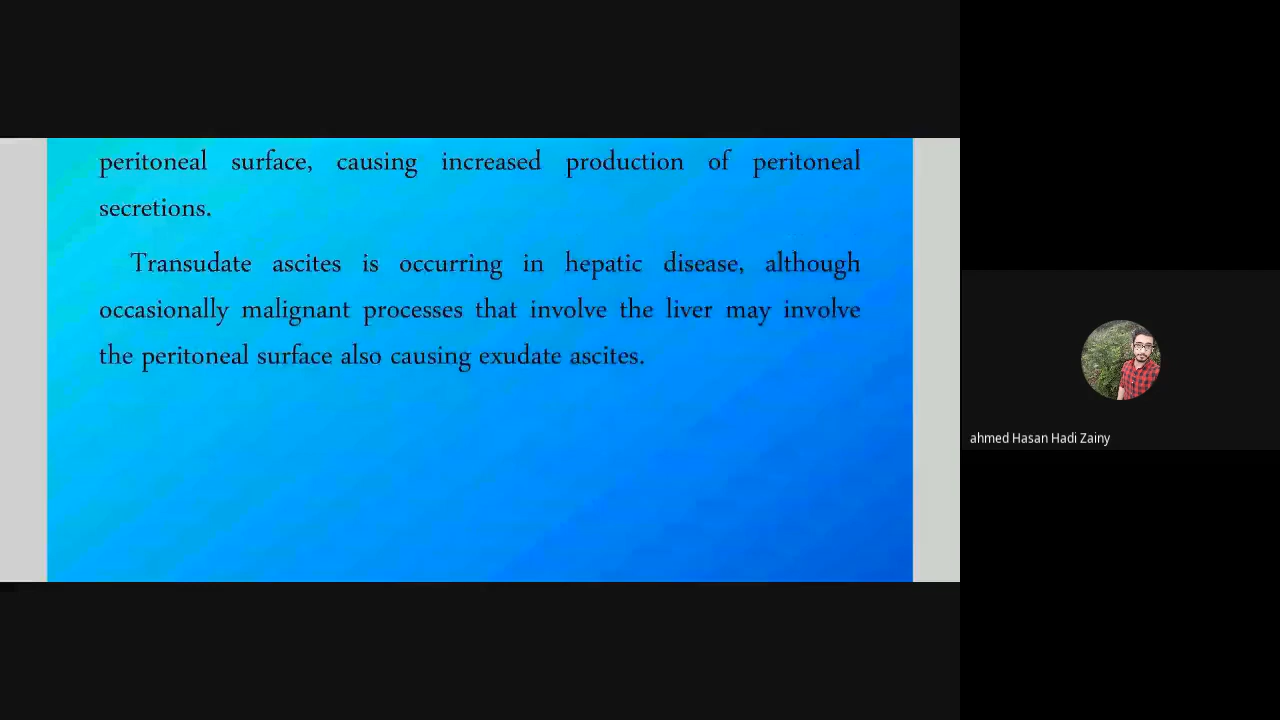 peritoneal surface, causing increased production of peritoneal
secretions.
Transudate ascites is occurring in hepatic disease, although
occasionally malignant processes that involve the liver may involve
the peritoneal surface also causing exudate ascites.
ahmed Hasan Hadi Zainy